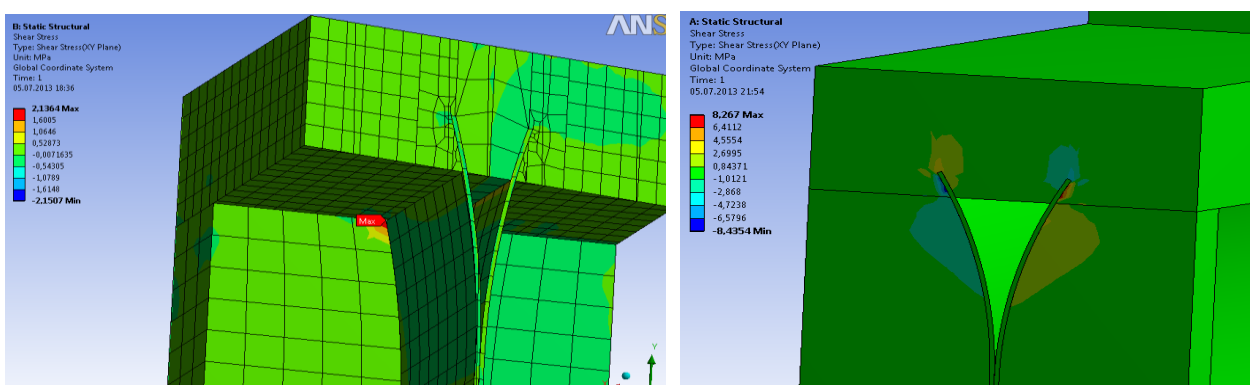 B: Static Structural
Shear Stress
Type: Shear Stress(XY Plane)
Unit: MPa
Global Coordinate System
Time: 1
05.07.2013 18:36
2,1364 Max
1,6005
1,0646
0,52873
-0,0071635
-0,54305
-1,0789
-1,6148
-2,1507 Min
Max
Y
A: Static Structural
Shear Stress
Type: Shear Stress(XY Plane)
Unit: MPa
Global Coordinate System
Time: 1
05.07.2013 21:54
8,267 Max
6,4112
4,5554
2,6995
0,84371
-1,0121
-2,868
-4,7238
-6,5796
-8,4354 Min